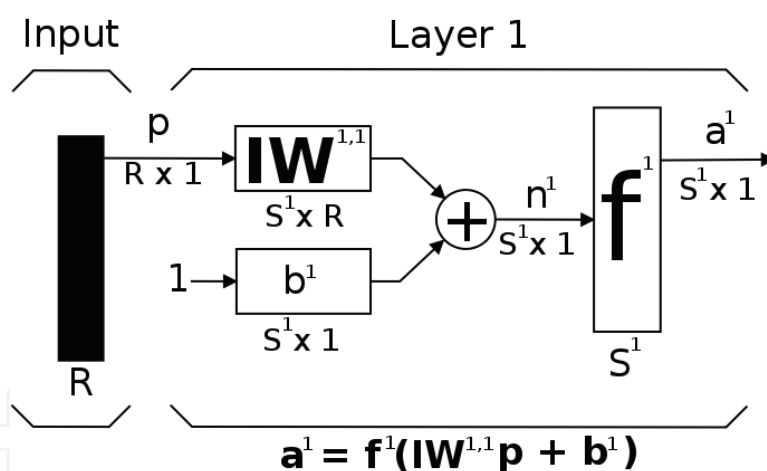 Input
Layer 1
p
R x 1
IW¹,¹
S¹x R
1
b¹
S¹x 1
+
n¹
S¹x 1
f¹
S¹
a¹
S¹x 1
R
a¹ = f¹(IW¹,¹p + b¹)